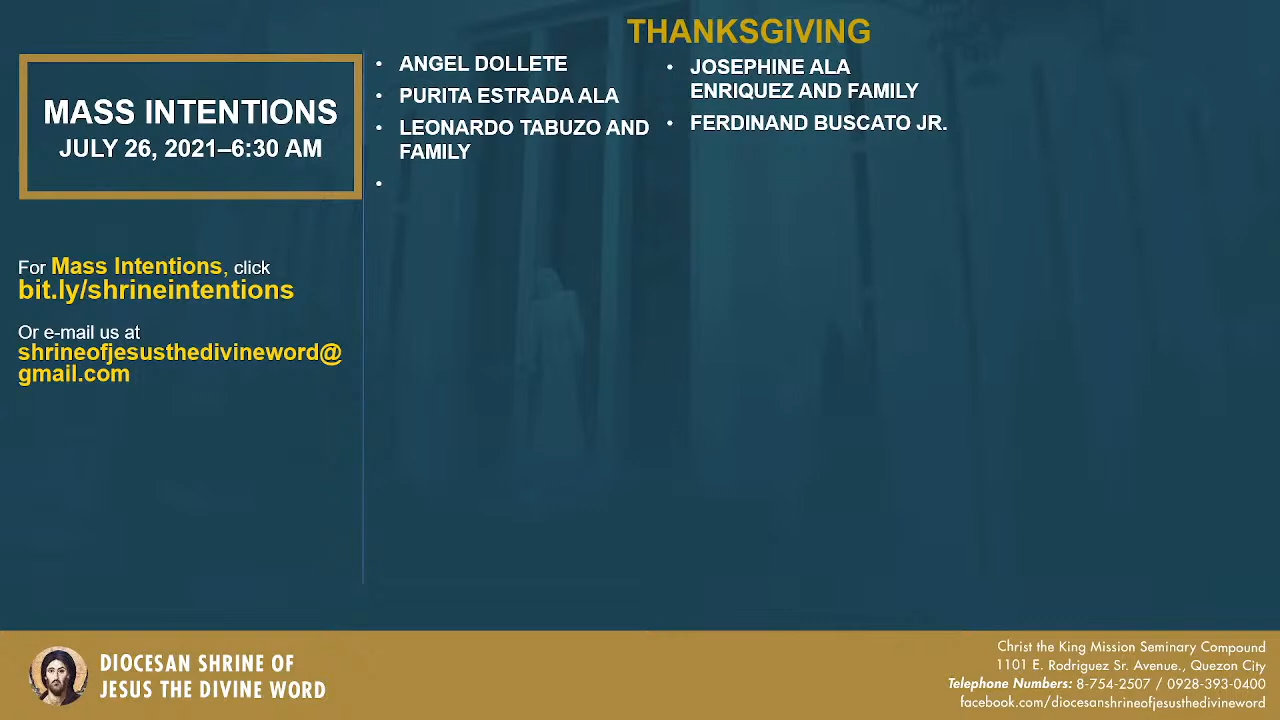 THANKSGIVING
MASS INTENTIONS
JULY 26, 2021–6:30 AM
For Mass Intentions, click
bit.ly/shrineintentions
Or e-mail us at
shrineofjesusthedivineword@
gmail.com
• ANGEL DOLLETE
• PURITA ESTRADA ALA
• LEONARDO TABUZO AND
FAMILY
•
• JOSEPHINE ALA
ENRIQUEZ AND FAMILY
• FERDINAND BUSCATO JR.
DIOCESAN SHRINE OF
JESUS THE DIVINE WORD
Christ the King Mission Seminary Compound
1101 E. Rodriguez Sr. Avenue., Quezon City
Telephone Numbers: 8-754-2507 / 0928-393-0400
facebook.com/diocesanshrineofjesusthedivineword